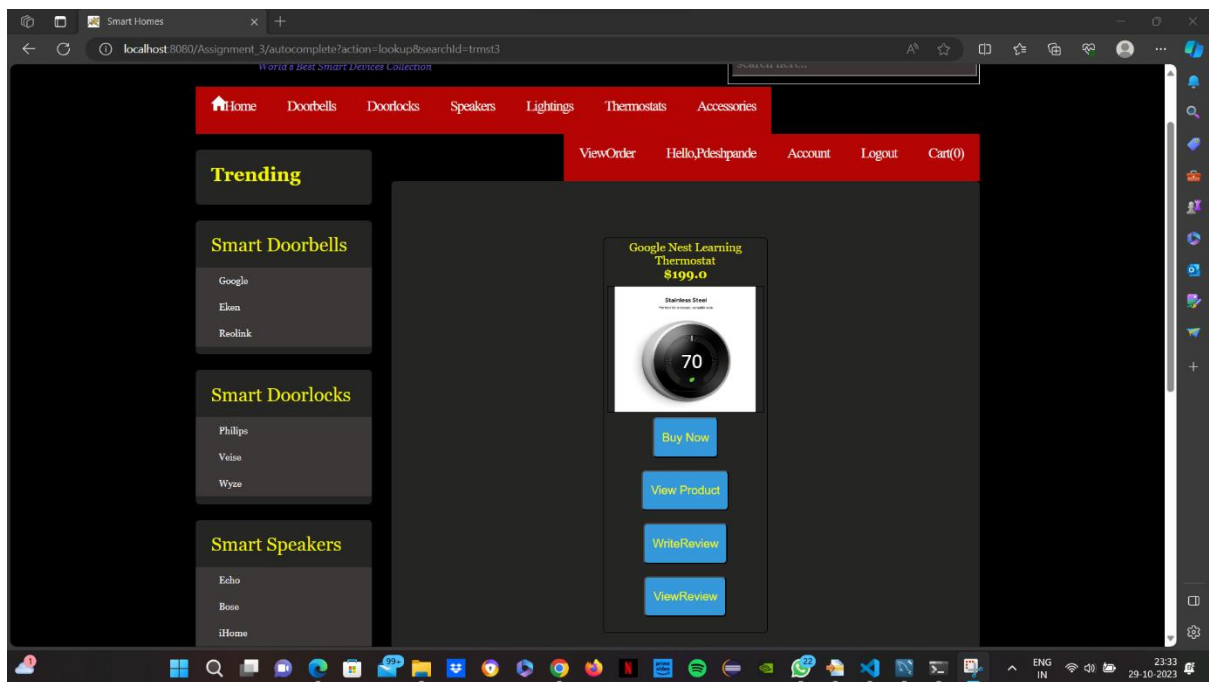 Smart Homes
localhost:8080/Assignment_3/autocomplete?action=lookup&searchId=trmst3
World's Best Smart Devices Collection
search here..
Home Doorbells Doorlocks Speakers Lightings Thermostats Accessories
ViewOrder Hello,Pdeshpande Account Logout Cart(0)
Trending
Smart Doorbells
Google
Eken
Reolink
Smart Doorlocks
Philips
Veise
Wyze
Smart Speakers
Echo
Bose
iHome
Google Nest Learning
Thermostat
$199.0
Stainless Steel
70
Buy Now
View Product
WriteReview
ViewReview
1
99+
22
ENG
IN
23:33
29-10-2023